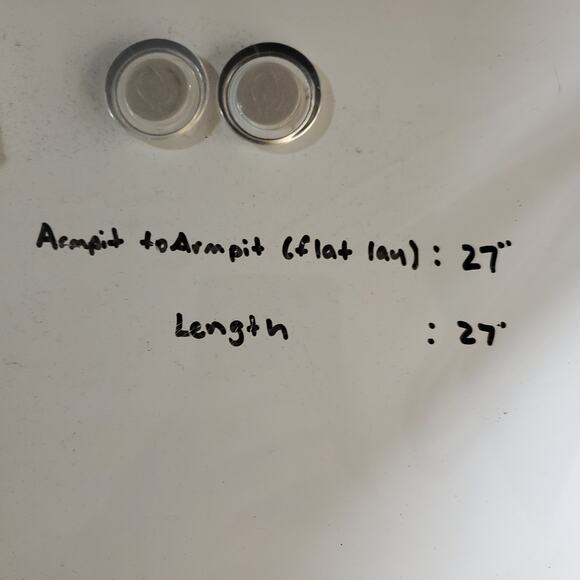 Armpit to Armpit (flat lay) : 27"
Length : 27"